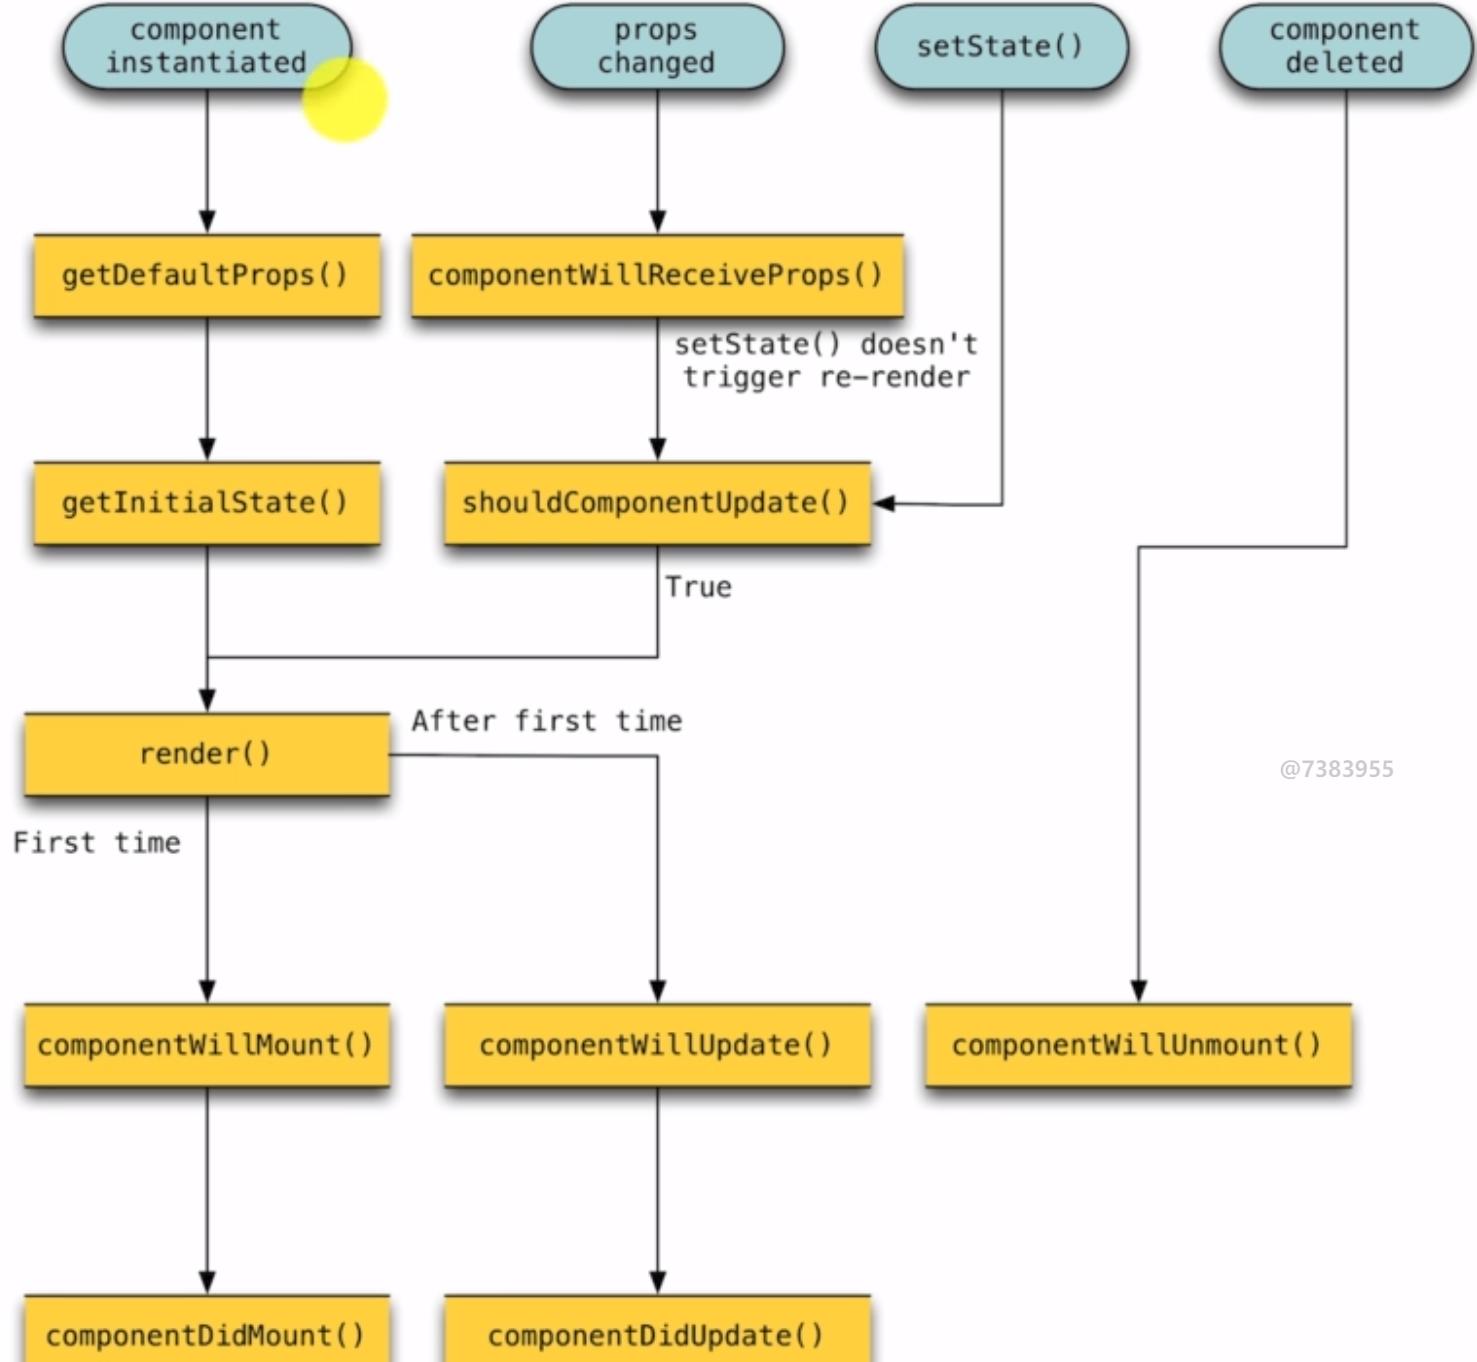 component
instantiated
props
changed
setState()
component
deleted
getDefaultProps()
componentWillReceiveProps()
setState() doesn't
trigger re-render
getInitialState()
shouldComponentUpdate()
True
render()
After first time
@7383955
First time
componentWillMount()
componentWillUpdate()
componentWillUnmount()
componentDidMount()
componentDidUpdate()